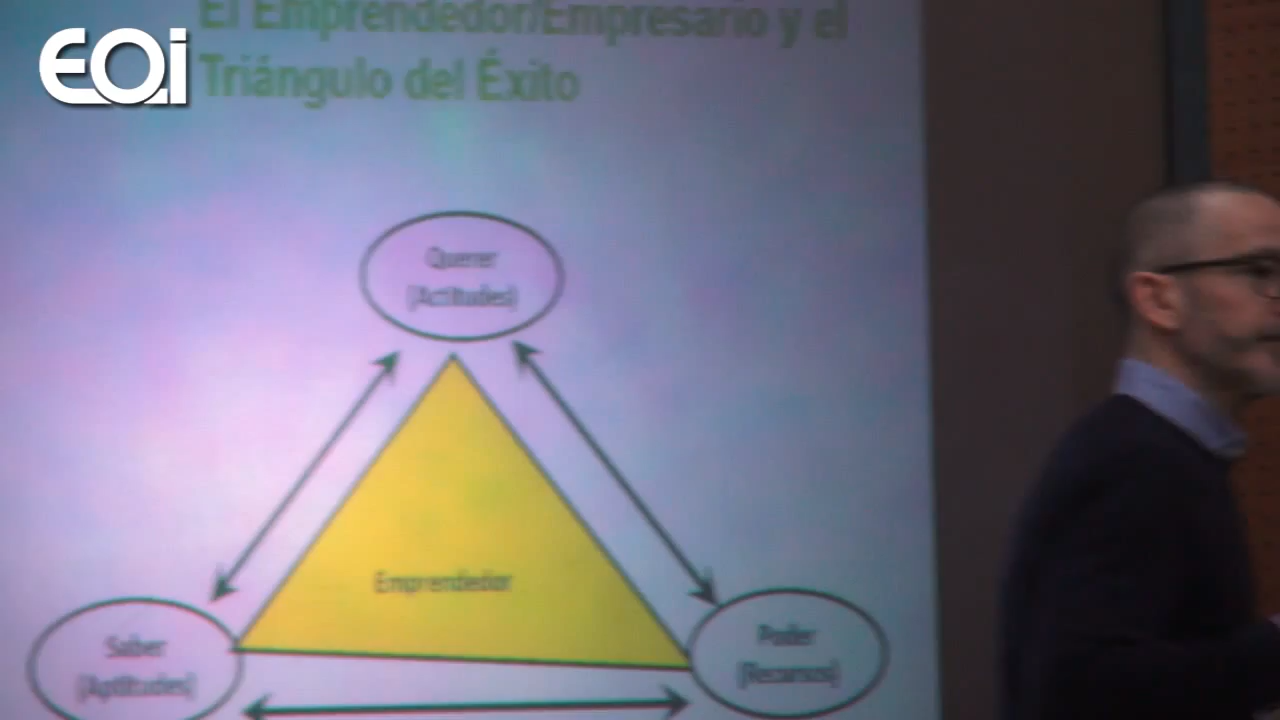 EOi
El Emprendedor/Empresario y el
Triángulo del Éxito
Querer
(Actitudes)
Emprendedor
Saber
(Aptitudes)
Poder
(Recursos)